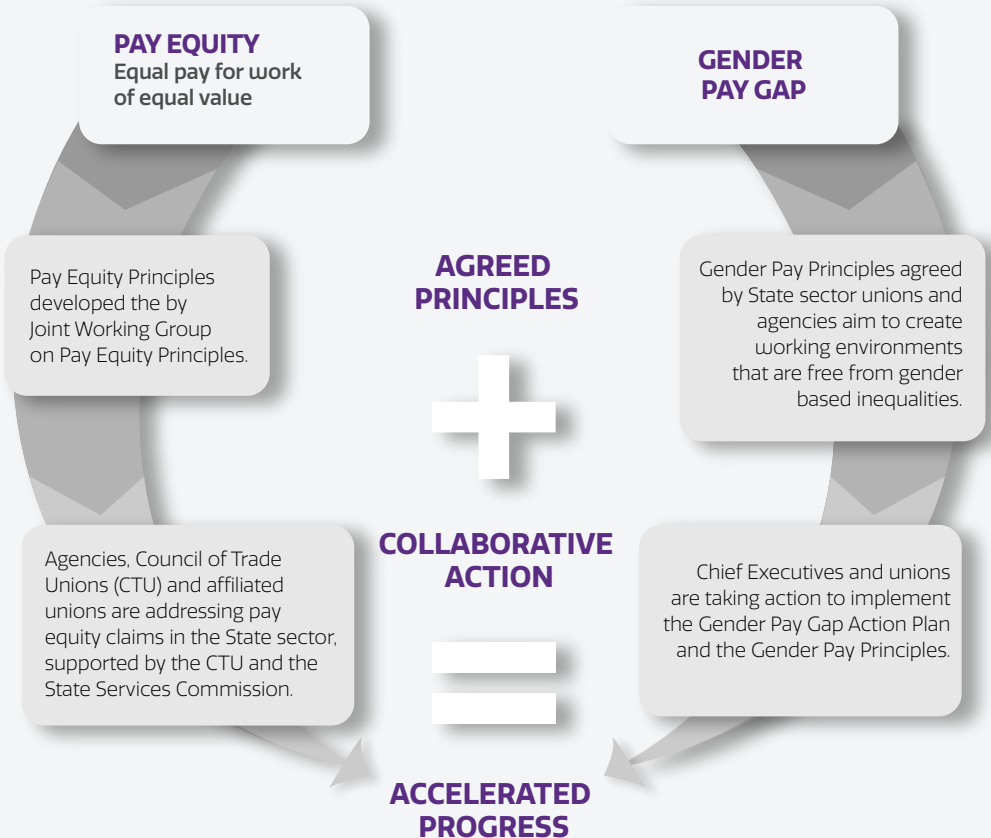 PAY EQUITY
Equal pay for work
of equal value
GENDER
PAY GAP
AGREED
PRINCIPLES
Pay Equity Principles
developed the by
Joint Working Group
on Pay Equity Principles.
Gender Pay Principles agreed
by State sector unions and
agencies aim to create
working environments
that are free from gender
based inequalities.
COLLABORATIVE
ACTION
Agencies, Council of Trade
Unions (CTU) and affiliated
unions are addressing pay
equity claims in the State sector,
supported by the CTU and the
State Services Commission.
Chief Executives and unions
are taking action to implement
the Gender Pay Gap Action Plan
and the Gender Pay Principles.
ACCELERATED
PROGRESS